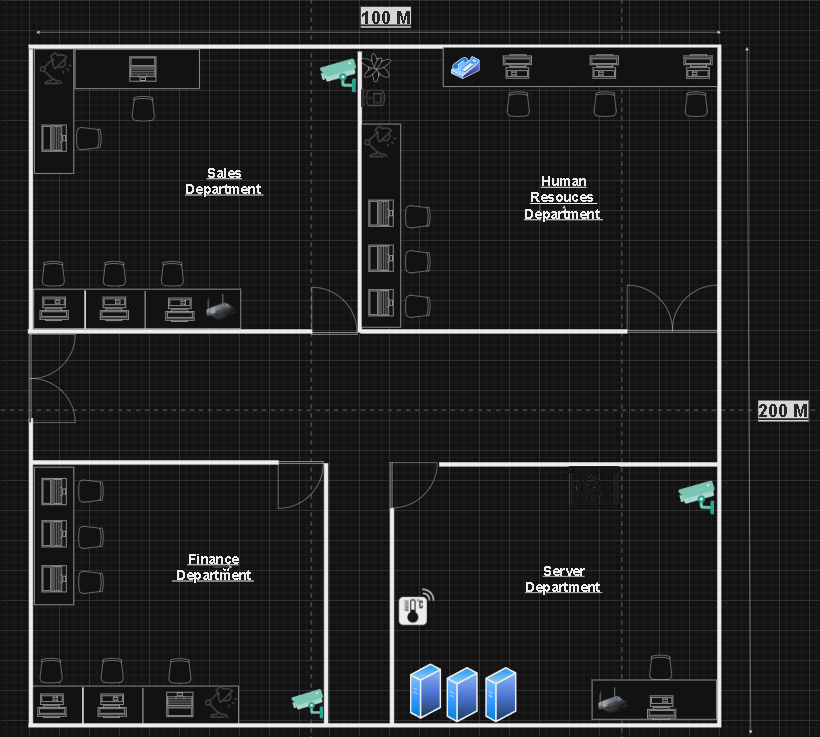 100 M
Sales
Department
Human
Resouces
Department
200 M
Finance
Department
Server
Department
°C